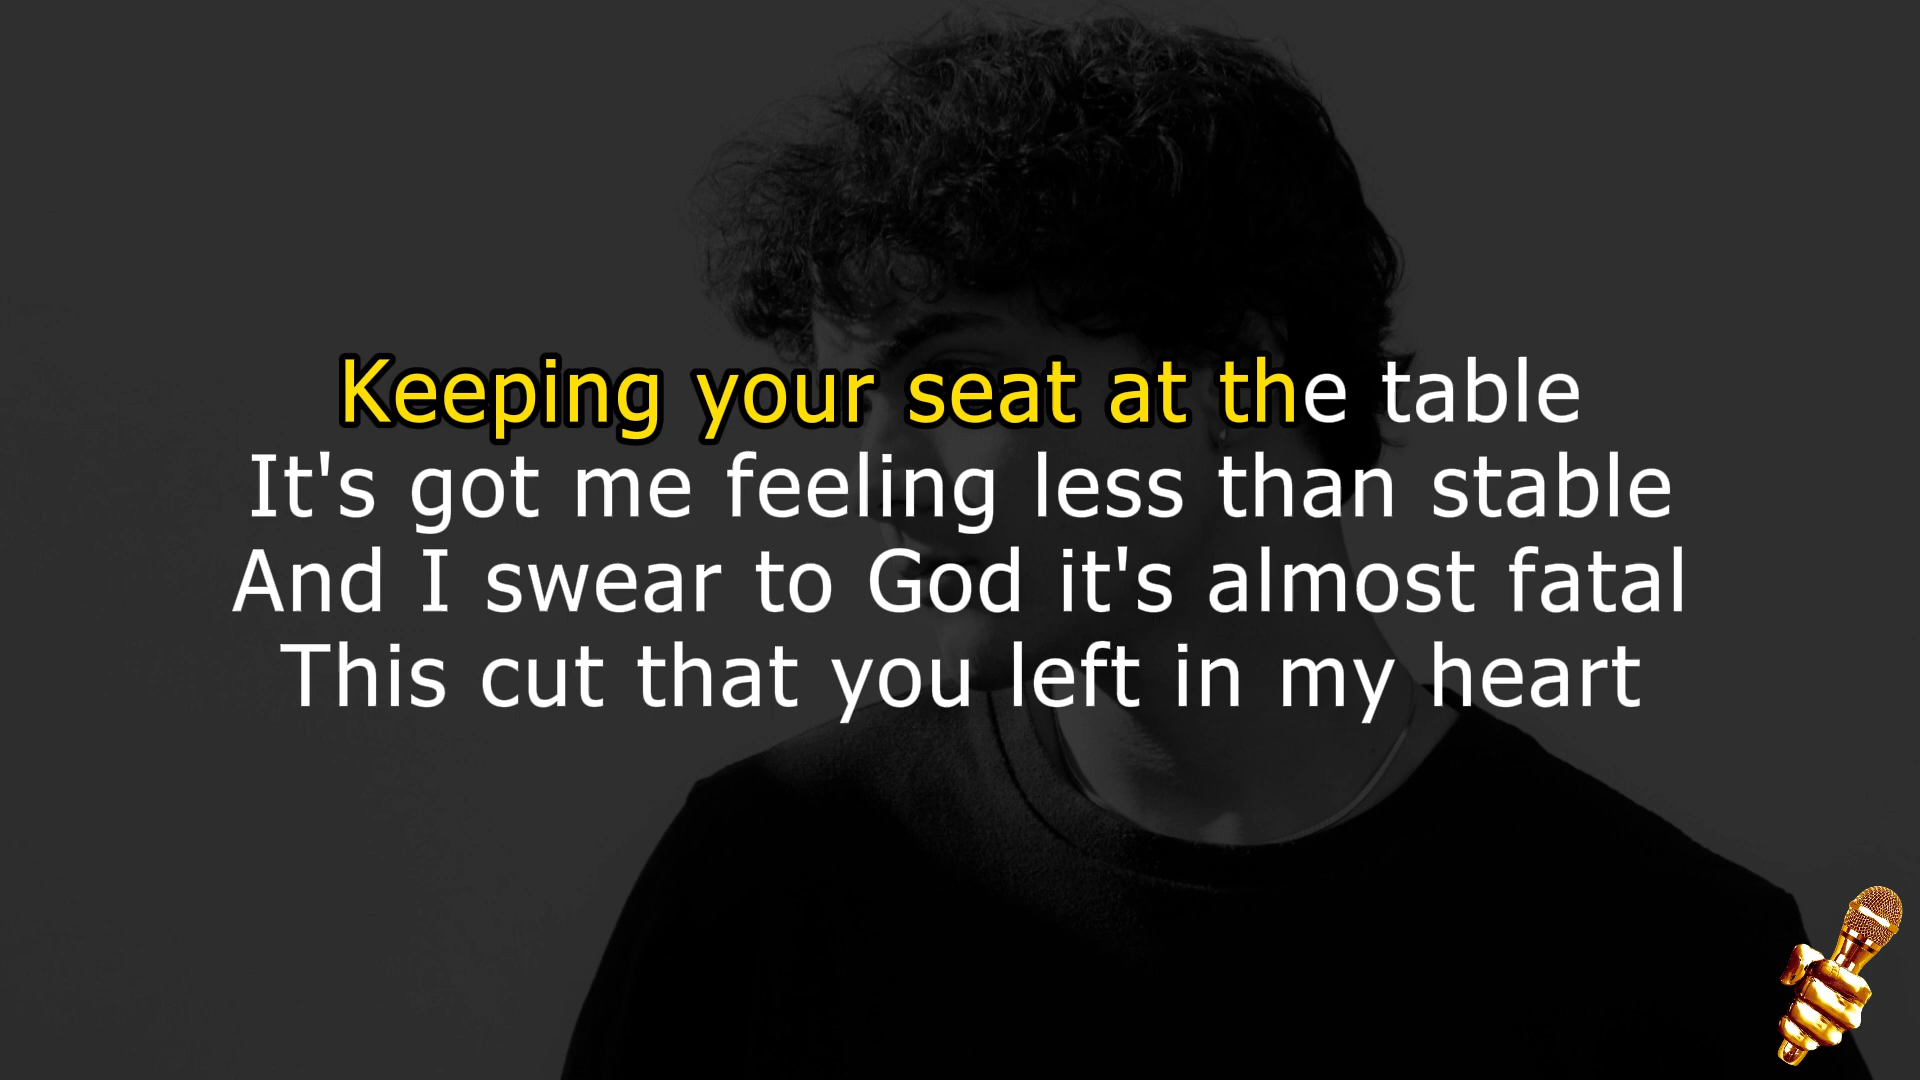 Keeping your seat at the table
It's got me feeling less than stable
And I swear to God it's almost fatal
This cut that you left in my heart